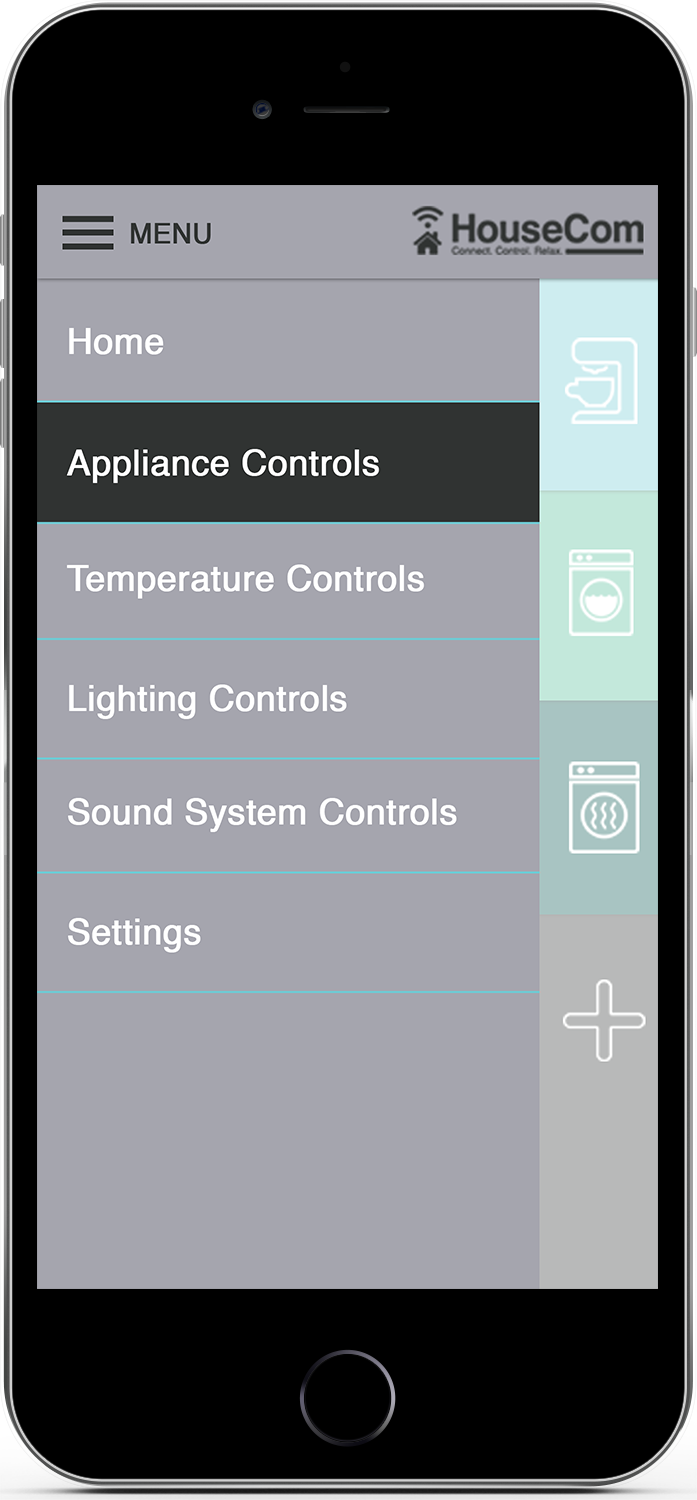 MENU
HouseCom
Connect. Control. Relax.
Home
Appliance Controls
Temperature Controls
Lighting Controls
Sound System Controls
Settings